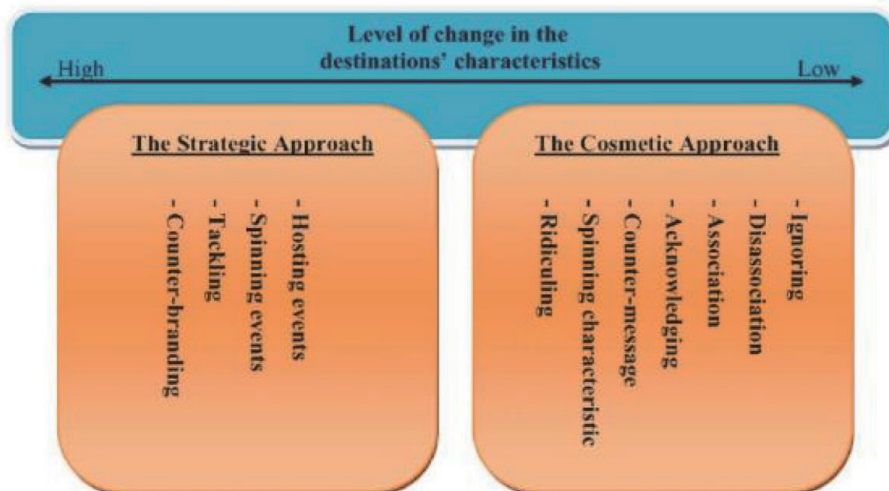 Level of change in the
destinations’ characteristics
High
Low
The Strategic Approach
- Hosting events
- Spinning events
- Tackling
- Counter-branding
The Cosmetic Approach
- Ignoring
- Disassociation
- Association
- Acknowledging
- Counter-message
- Spinning characteristic
- Ridiculing